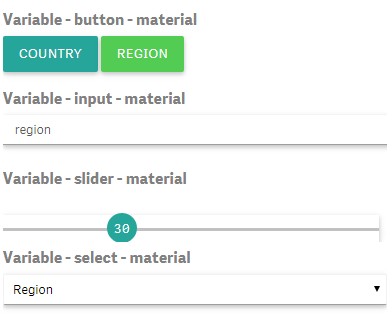 Variable - button - material
COUNTRY REGION
Variable - input - material
region
Variable - slider - material
30
Variable - select - material
Region